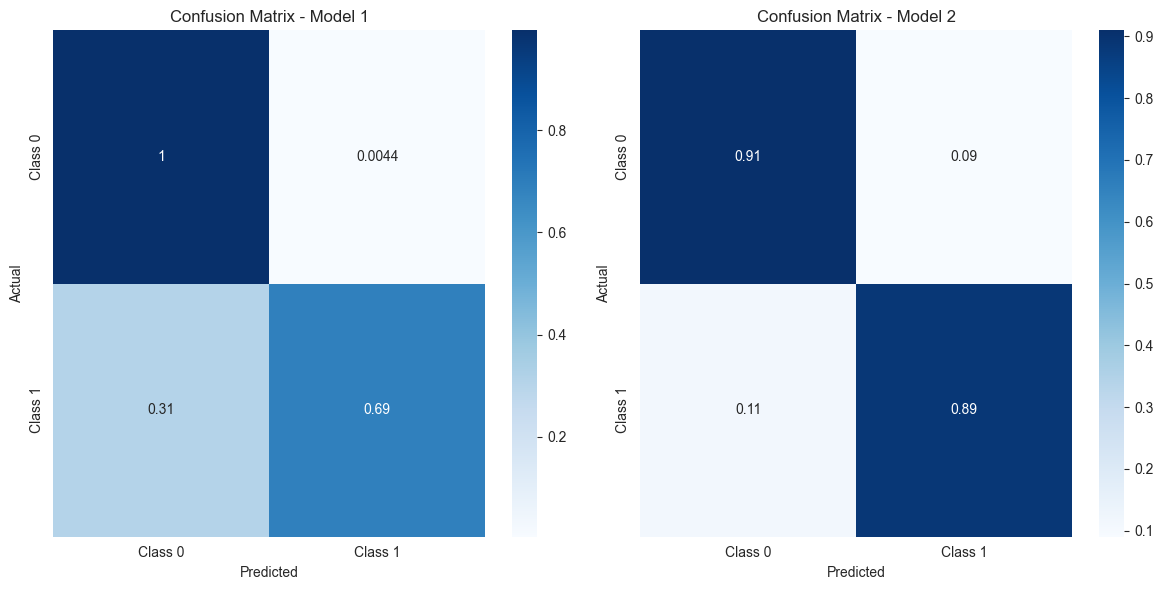 Confusion Matrix - Model 1
Class 0
Class 1
Actual
1
0.0044
0.31
0.69
Class 0
Class 1
Predicted
0.8
0.6
0.4
0.2
Confusion Matrix - Model 2
Class 0
Class 1
Actual
0.91
0.09
0.11
0.89
Class 0
Class 1
Predicted
0.9
0.8
0.7
0.6
0.5
0.4
0.3
0.2
0.1